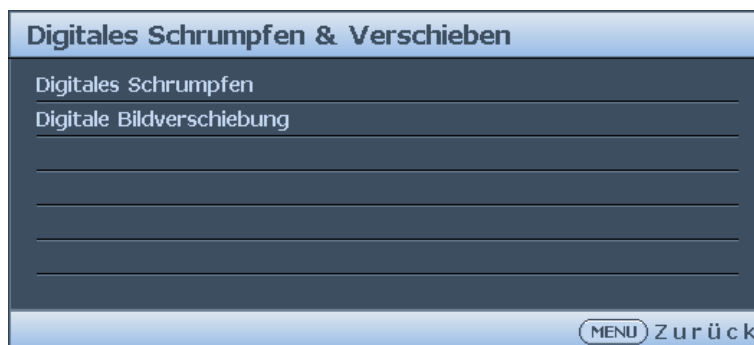 Digitales Schrumpfen & Verschieben
Digitales Schrumpfen
Digitale Bildverschiebung
MENU Zurück